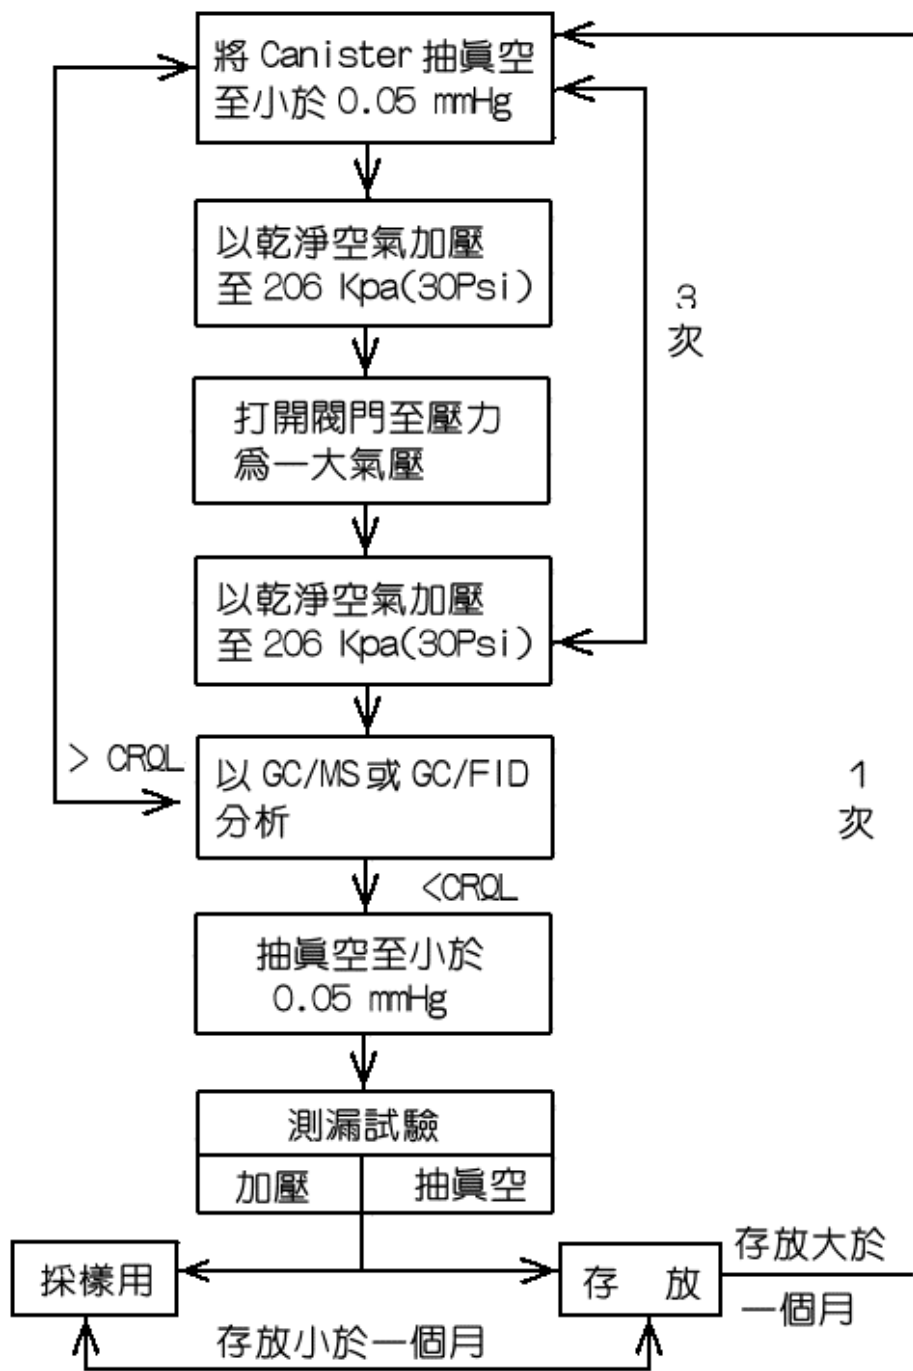 將 Canister 抽眞空
至小於 0.05 mmHg
以乾淨空氣加壓
至 206 Kpa(30Psi)
3
次
打開閥門至壓力
爲一大氣壓
以乾淨空氣加壓
至 206 Kpa(30Psi)
> CRQL
以 GC/MS 或 GC/FID
分析
1
次
<CRQL
抽眞空至小於
0.05 mmHg
測漏試驗
加壓
抽眞空
採樣用
存 放
存放大於
一個月
存放小於一個月